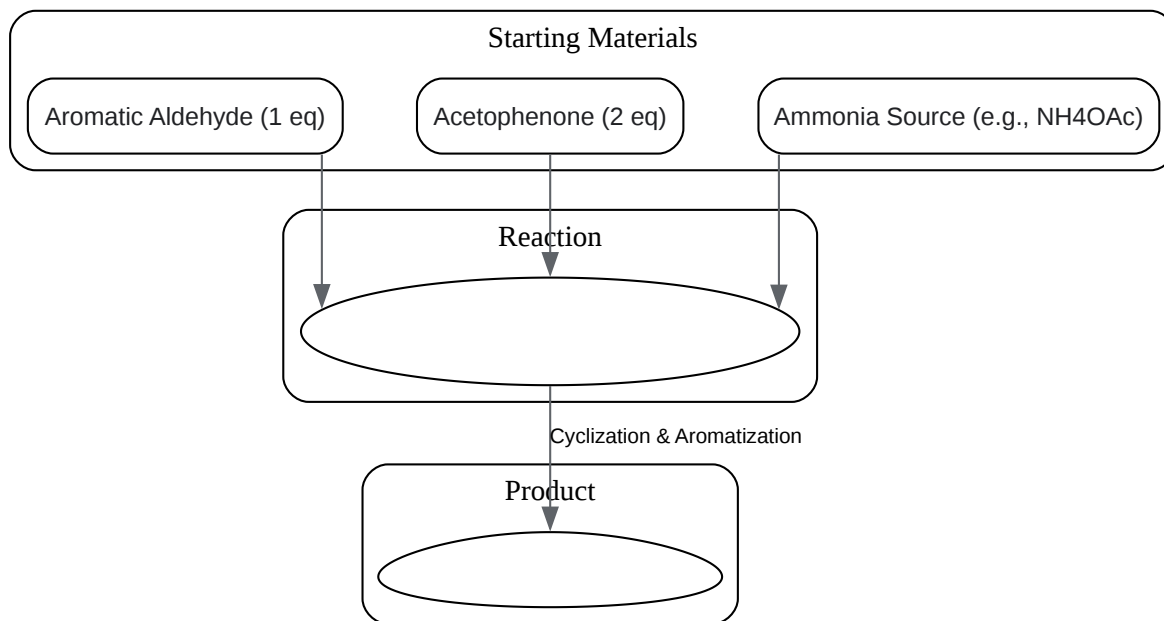 Starting Materials
Aromatic Aldehyde (1 eq)
Acetophenone (2 eq)
Ammonia Source (e.g., NH4OAc)
Reaction
Cyclization & Aromatization
Product